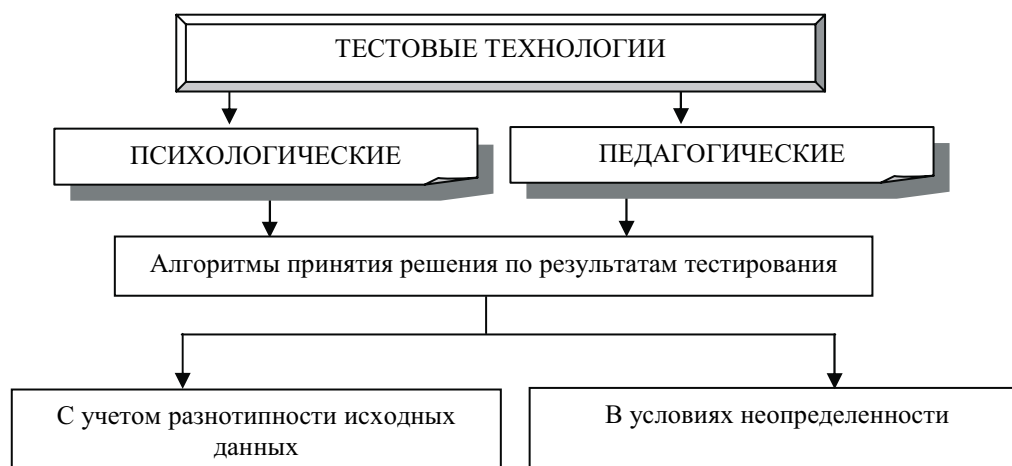 ТЕСТОВЫЕ ТЕХНОЛОГИИ
ПСИХОЛОГИЧЕСКИЕ
ПЕДАГОГИЧЕСКИЕ
Алгоритмы принятия решения по результатам тестирования
С учетом разнотипности исходных
данных
В условиях неопределенности